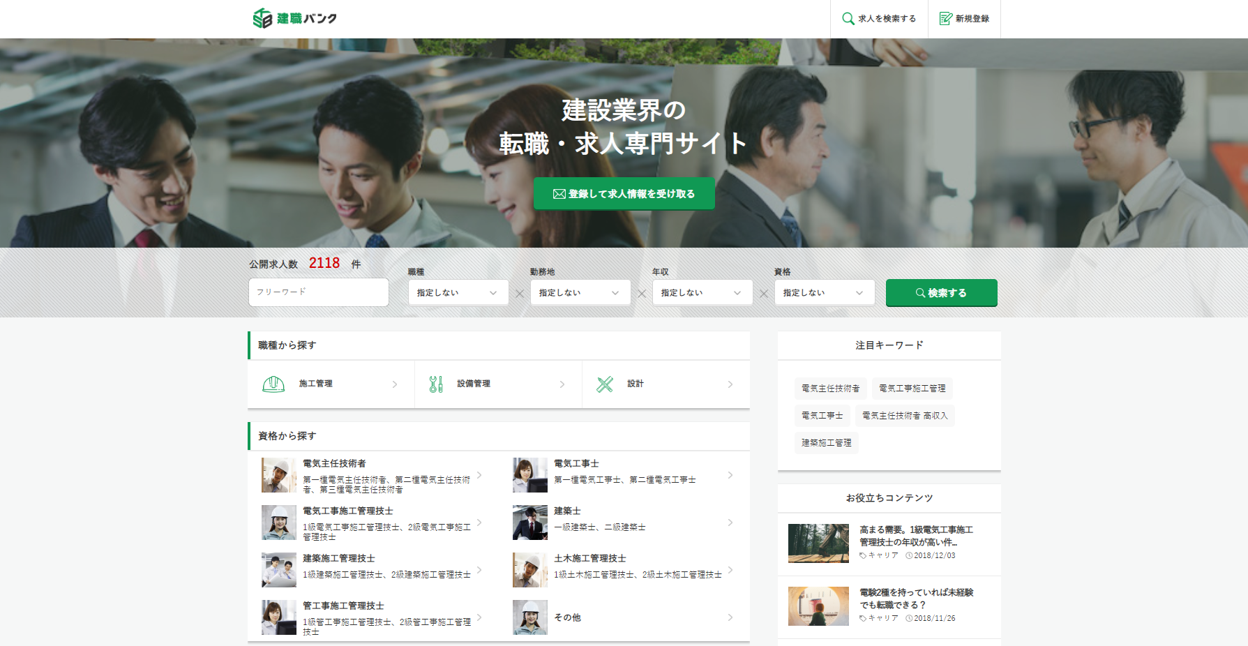 建職バンク
求人を検索する
新規登録
建設業界の
転職・求人専門サイト
登録して求人情報を受け取る
公開求人数 2118 件
職種
勤務地
年収
資格
フリーワード
指定しない
指定しない
指定しない
指定しない
検索する
職種から探す
施工管理
設備管理
設計
資格から探す
電気主任技術者
第一種電気主任技術者、第二種電気主任技術
者、第三種電気主任技術者
電気工事士
第一種電気工事士、第二種電気工事士
電気工事施工管理技士
1級電気工事施工管理技士、2級電気工事施工
管理技士
建築士
一級建築士、二級建築士
建築施工管理技士
1級建築施工管理技士、2級建築施工管理技士
土木施工管理技士
1級土木施工管理技士、2級土木施工管理技士
管工事施工管理技士
1級管工事施工管理技士、2級管工事施工管理
技士
その他
注目キーワード
電気主任技術者
電気工事施工管理
電気工事士
電気主任技術者 高収入
建築施工管理
お役立ちコンテンツ
高まる需要。1級電気工事施工
管理技士の年収が高い件...
キャリア 2018/12/03
電験2種を持っていれば未経験
でも転職できる？
キャリア 2018/11/26